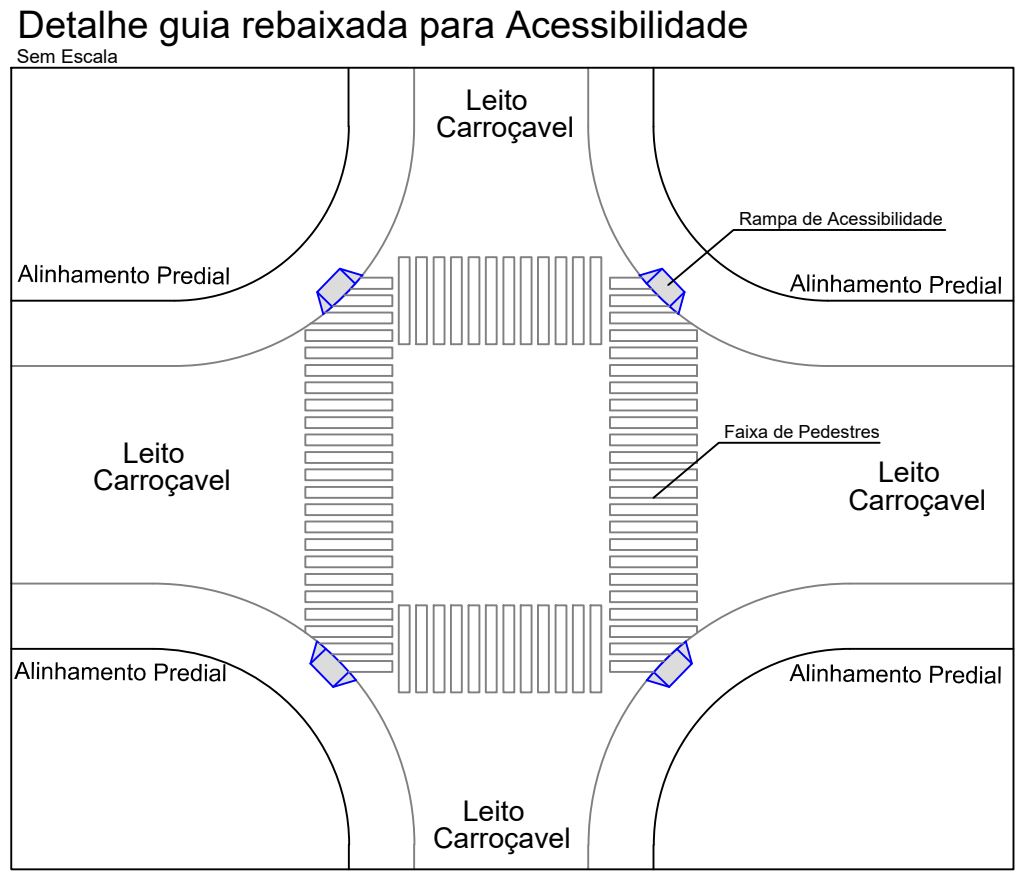 Detalhe guia rebaixada para Acessibilidade
Sem Escala
Leito
Carroçavel
Rampa de Acessibilidade
Alinhamento Predial
Alinhamento Predial
Faixa de Pedestres
Leito
Carroçavel
Leito
Carroçavel
Alinhamento Predial
Alinhamento Predial
Leito
Carroçavel